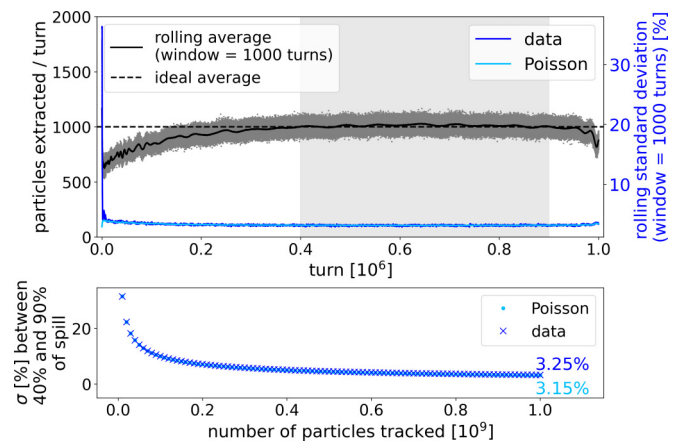 particles extracted / turn
2000
1500
1000
500
0
rolling average
(window = 1000 turns)
ideal average
data
Poisson
30
20
10
rolling standard deviation
(window = 1000 turns) [%]
0.0 0.2 0.4 0.6 0.8 1.0
turn [10⁶]
σ [%] between
40% and 90%
of spill
20
0
Poisson
data
3.25%
3.15%
0.0 0.2 0.4 0.6 0.8 1.0
number of particles tracked [10⁹]